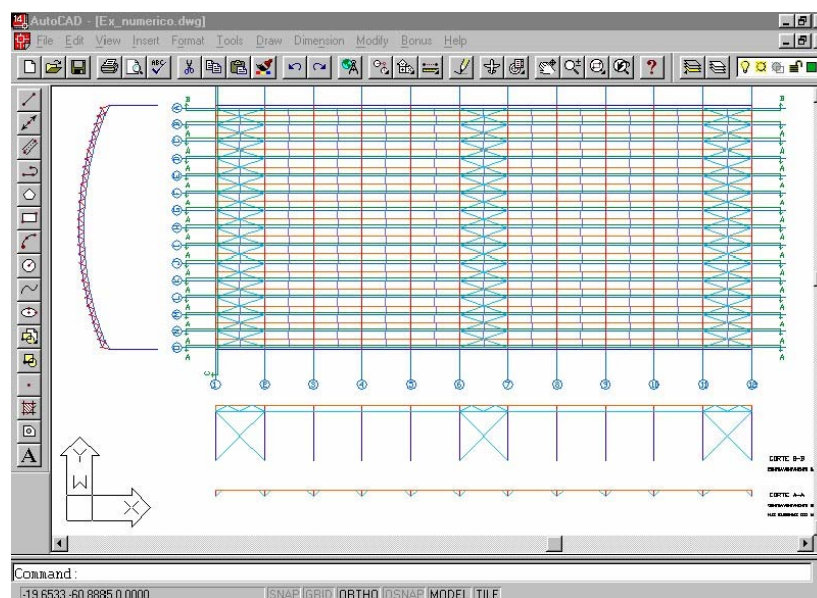 AutoCAD - [Ex_numerico.dwg]
File Edit View Insert Format Tools Draw Dimension Modify Bonus Help
ABC
?
A
B B
A A
1 2 3 4 5 6 7 8 9 10 11 12
CORTE B-B
CORTE A-A
Y
W
X
Command:
-19.6533,-60.8885,0.0000 SNAP GRID ORTHO OSNAP MODEL TILE